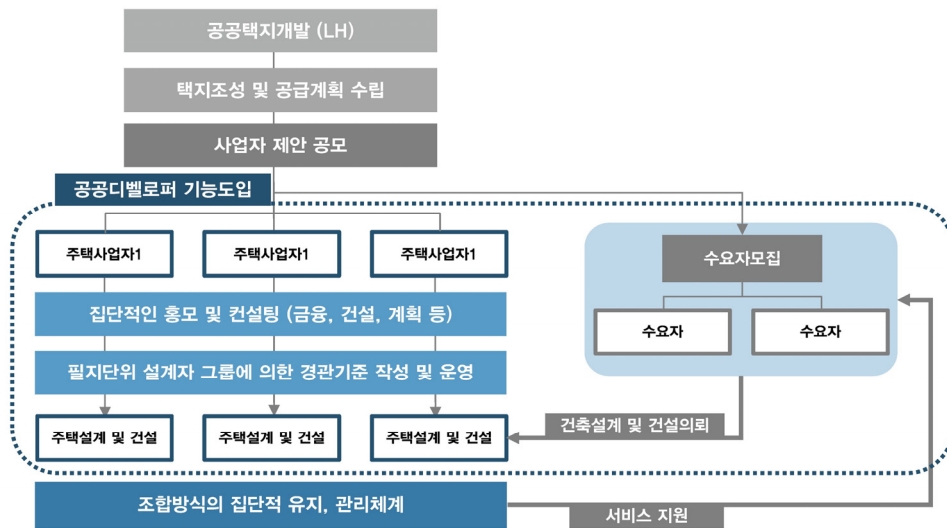 공공택지개발 (LH)
택지조성 및 공급계획 수립
사업자 제안 공모
공공디벨로퍼 기능도입
주택사업자1
주택사업자1
주택사업자1
수요자모집
수요자
수요자
집단적인 홍모 및 컨설팅 (금융, 건설, 계획 등)
필지단위 설계자 그룹에 의한 경관기준 작성 및 운영
주택설계 및 건설
주택설계 및 건설
주택설계 및 건설
건축설계 및 건설의뢰
조합방식의 집단적 유지, 관리체계
서비스 지원